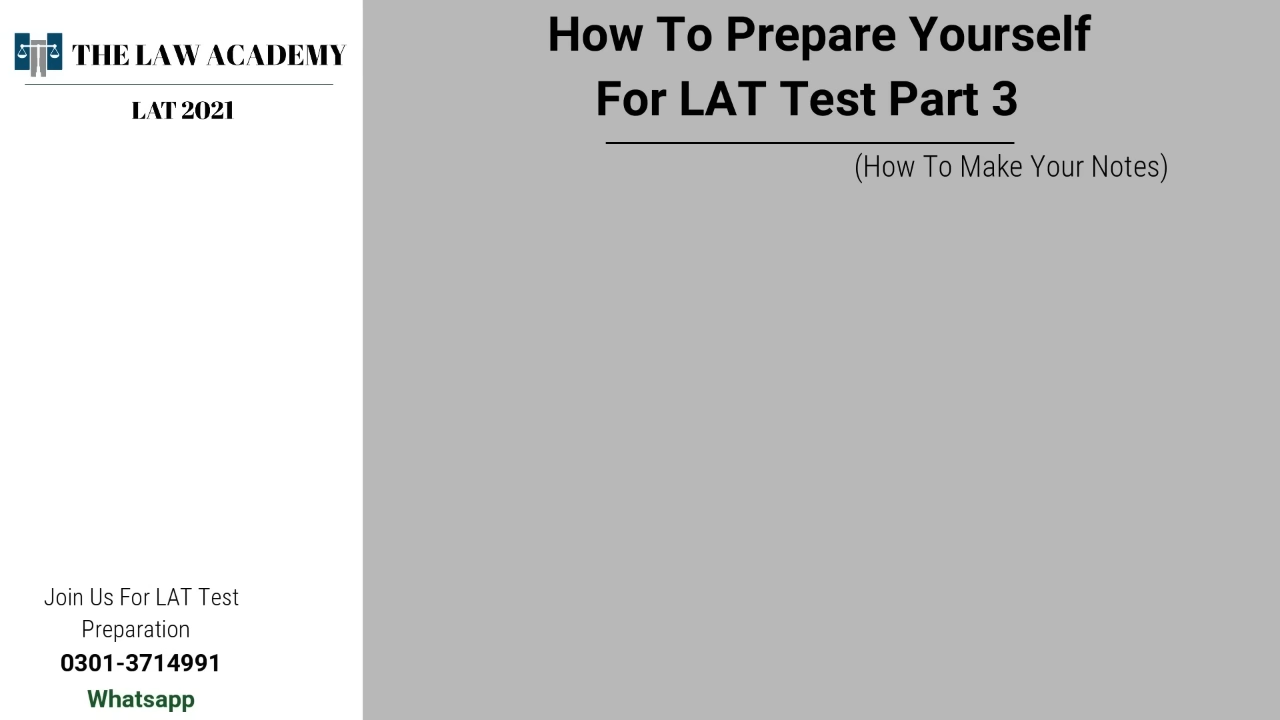 THE LAW ACADEMY
LAT 2021
How To Prepare Yourself
For LAT Test Part 3
(How To Make Your Notes)
Join Us For LAT Test
Preparation
0301-3714991
Whatsapp